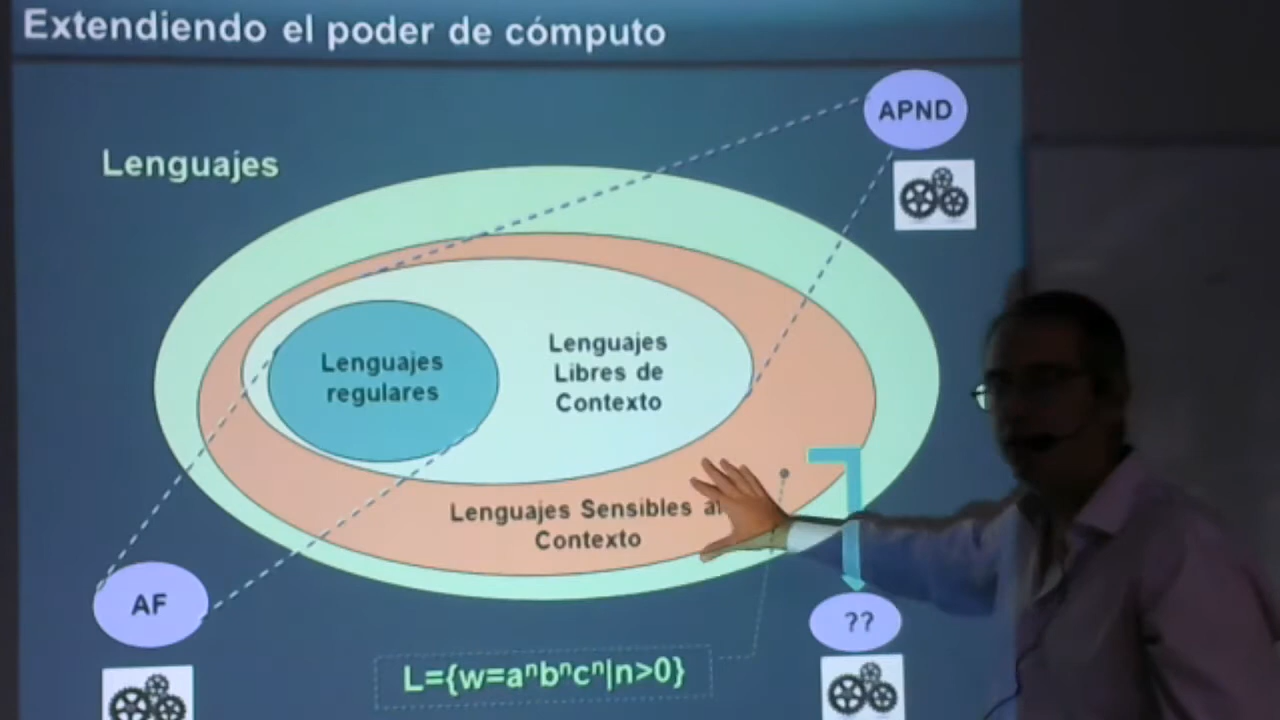 Extendiendo el poder de cómputo
APND
Lenguajes
Lenguajes
regulares
Lenguajes
Libres de
Contexto
Lenguajes Sensibles a
Contexto
AF
??
L={w=aⁿbⁿcⁿ|n>0}